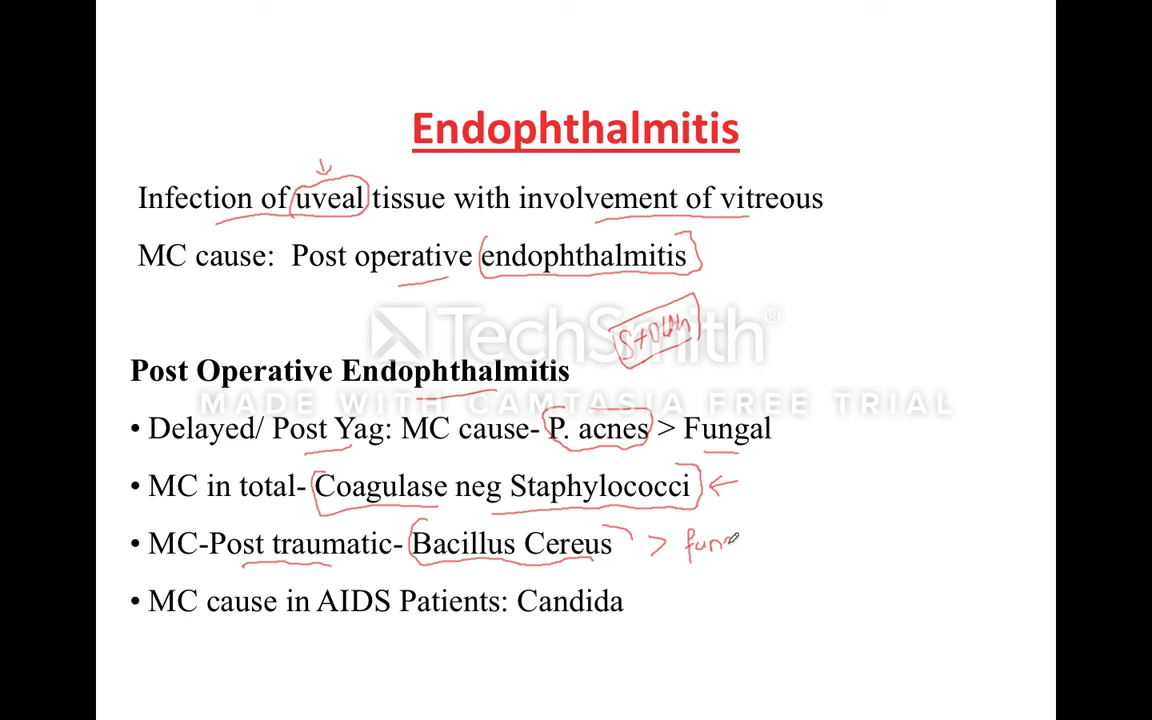 Endophthalmitis
Infection of uveal tissue with involvement of vitreous
MC cause: Post operative endophthalmitis
TechSmith®
MADE WITH CAMTASIA FREE TRIAL
Post Operative Endophthalmitis
• Delayed/ Post Yag: MC cause- P. acnes > Fungal
• MC in total- Coagulase neg Staphylococci
• MC-Post traumatic- Bacillus Cereus >
• MC cause in AIDS Patients: Candida